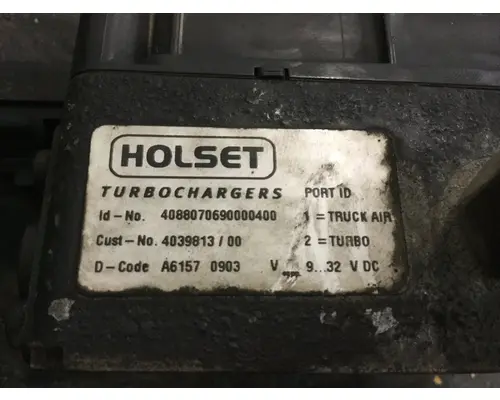 HOLSET
TURBOCHARGERS PORT ID
Id-No. 4088070690000400 1 = TRUCK AIR
Cust-No. 4039813 / 00 2 = TURBO
D-Code A6157 0903 V 9...32 V DC